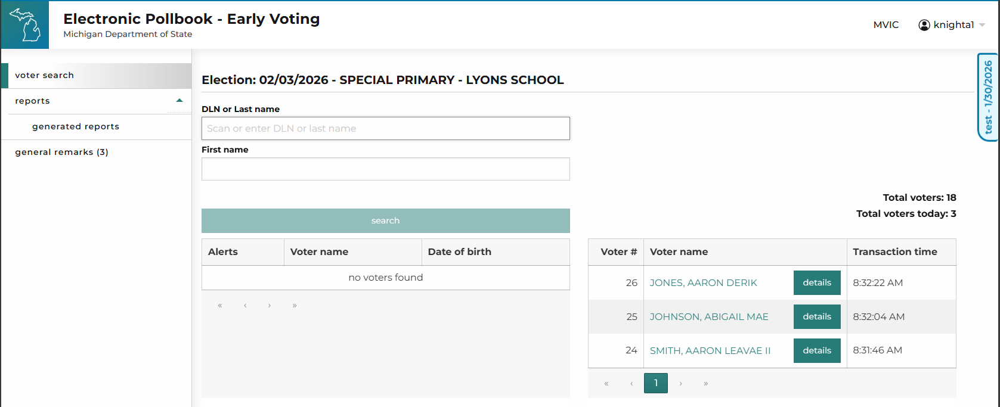 Electronic Pollbook - Early Voting
Michigan Department of State
MVIC
knighta1
voter search
reports
generated reports
general remarks (3)
test - 1/30/2026
Election: 02/03/2026 - SPECIAL PRIMARY - LYONS SCHOOL
DLN or Last name
Scan or enter DLN or last name
First name
Total voters: 18
Total voters today: 3
search
Alerts Voter name Date of birth
no voters found
« ‹ › »
Voter # Voter name Transaction time
26 JONES, AARON DERIK details 8:32:22 AM
25 JOHNSON, ABIGAIL MAE details 8:32:04 AM
24 SMITH, AARON LEAVAE II details 8:31:46 AM
« ‹ 1 › »